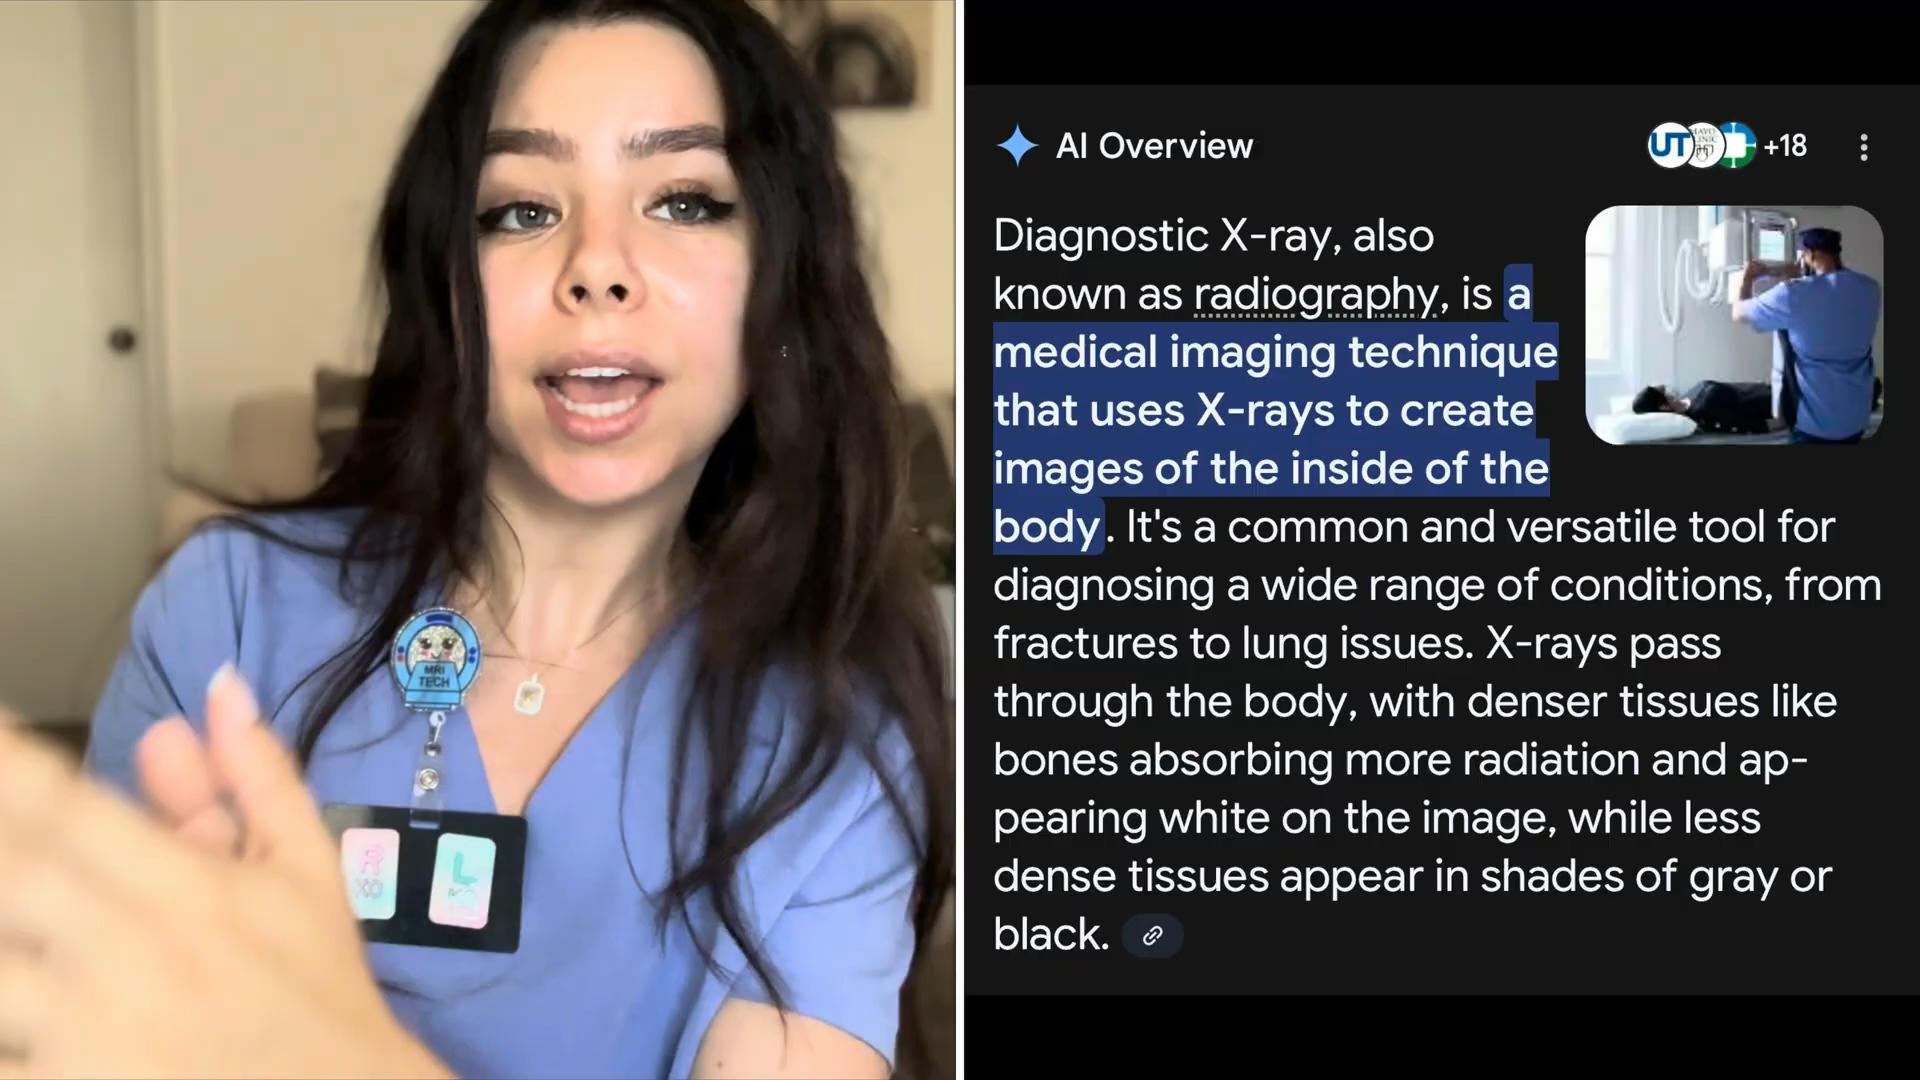 MRI
TECH
R
L
AI Overview
UT
MAYO
CLINIC
+18
Diagnostic X-ray, also
known as radiography, is a
medical imaging technique
that uses X-rays to create
images of the inside of the
body. It's a common and versatile tool for
diagnosing a wide range of conditions, from
fractures to lung issues. X-rays pass
through the body, with denser tissues like
bones absorbing more radiation and ap-
pearing white on the image, while less
dense tissues appear in shades of gray or
black.